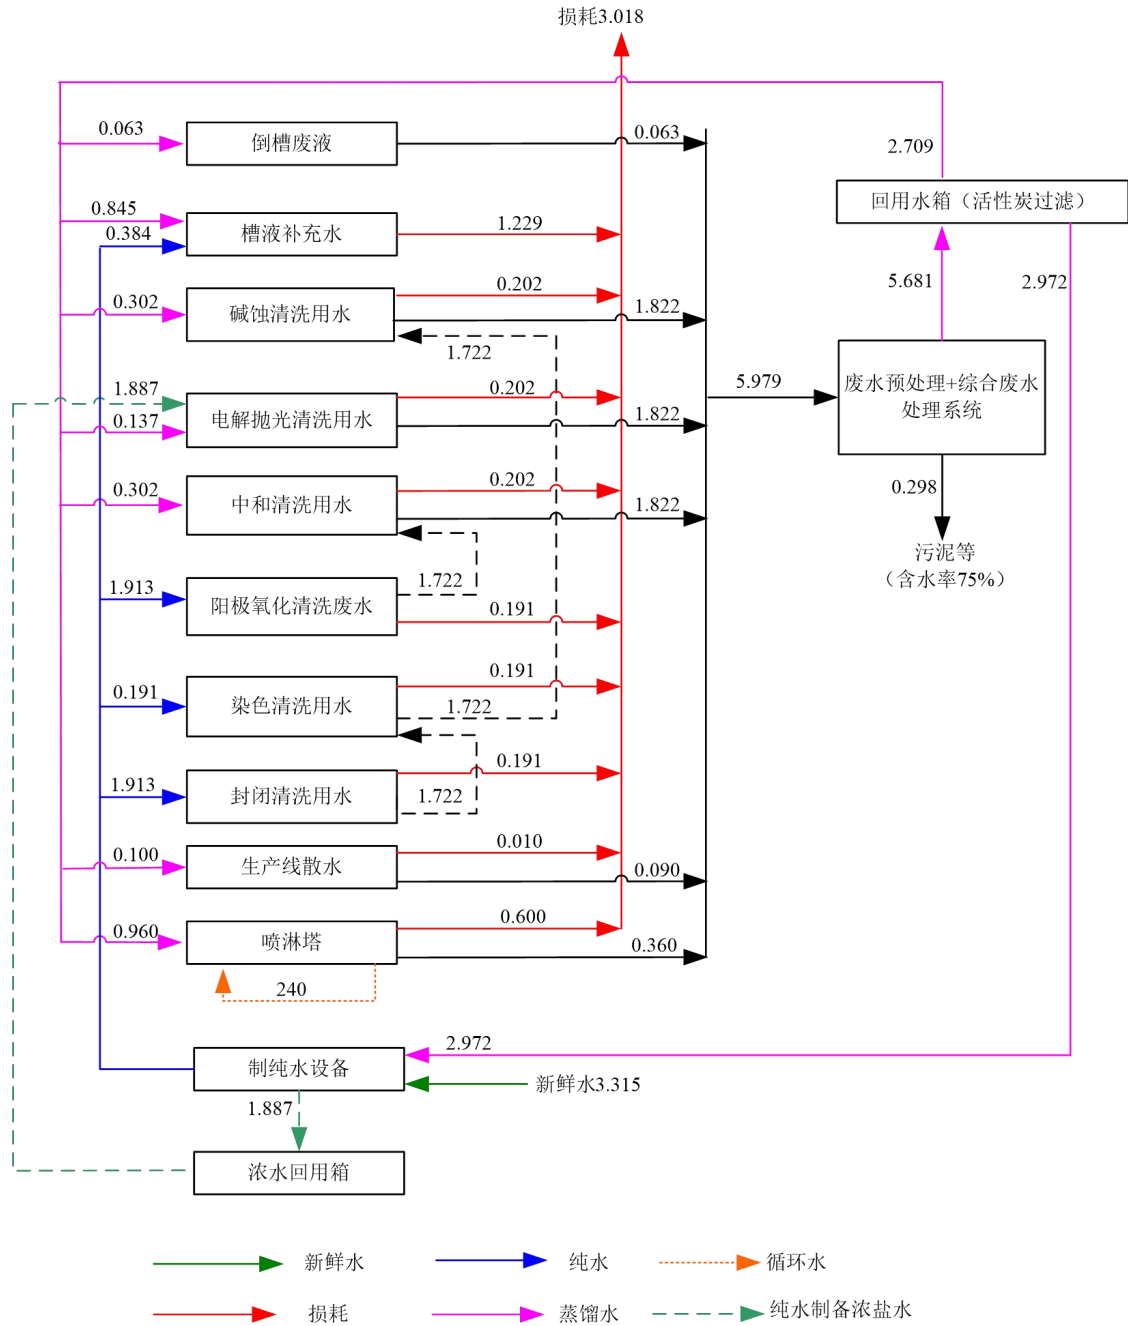 损耗3.018
0.063
倒槽废液
0.063
2.709
回用水箱（活性炭过滤）
0.845
0.384
槽液补充水
1.229
5.681
2.972
0.302
碱蚀清洗用水
0.202
1.822
1.722
1.887
0.137
电解抛光清洗用水
0.202
1.822
5.979
废水预处理+综合废水
处理系统
0.302
中和清洗用水
0.202
1.822
0.298
污泥等
（含水率75%）
1.913
阳极氧化清洗废水
1.722
0.191
0.191
染色清洗用水
0.191
1.722
1.913
封闭清洗用水
0.191
1.722
0.100
生产线散水
0.010
0.090
0.960
喷淋塔
0.600
0.360
240
制纯水设备
2.972
新鲜水3.315
1.887
浓水回用箱
新鲜水
纯水
循环水
损耗
蒸馏水
纯水制备浓盐水